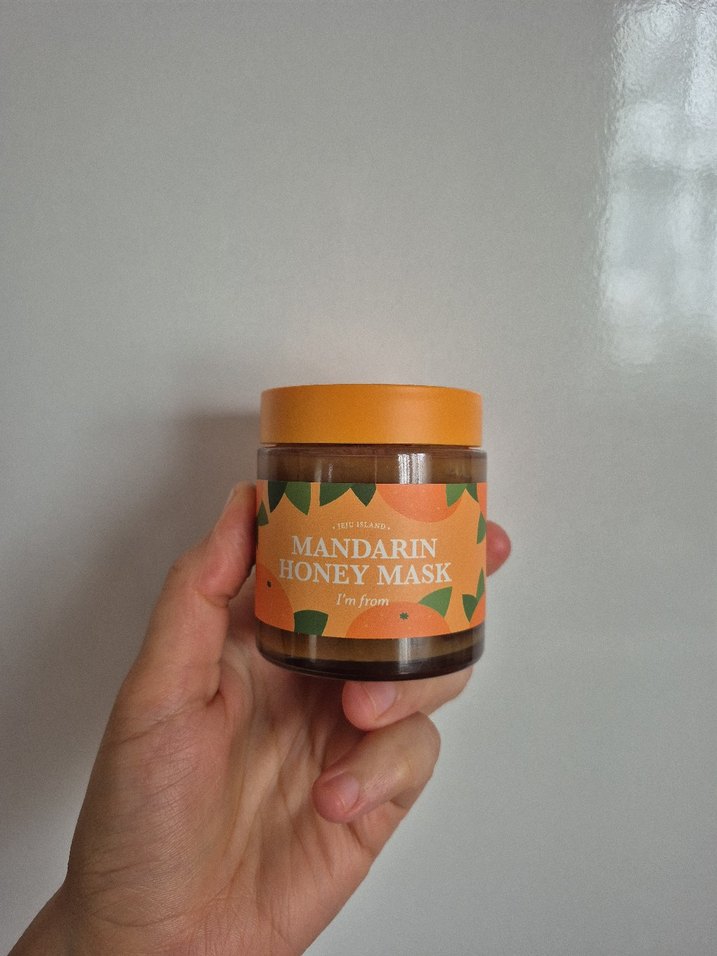 • JEJU ISLAND •
MANDARIN
HONEY MASK
I'm from